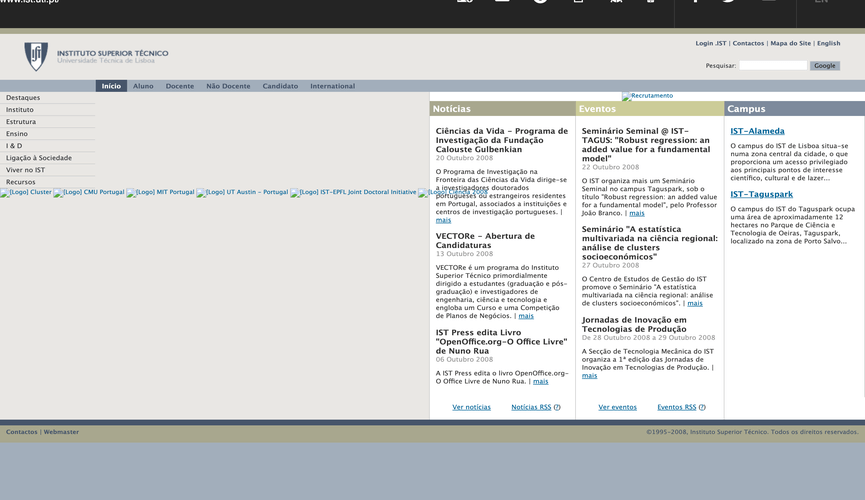 www.ist.utl.pt/
EN
INSTITUTO SUPERIOR TÉCNICO
Universidade Técnica de Lisboa
Login .IST | Contactos | Mapa do Site | English
Pesquisar:
Google
Início
Aluno
Docente
Não Docente
Candidato
International
Destaques
Instituto
Estrutura
Ensino
I & D
Ligação à Sociedade
Viver no IST
Recursos
[Logo] Cluster
[Logo] CMU Portugal
[Logo] MIT Portugal
[Logo] UT Austin - Portugal
[Logo] IST-EPFL Joint Doctoral Initiative
[Logo] Ciência 2008
Recrutamento
Notícias
Ciências da Vida - Programa de
Investigação da Fundação
Calouste Gulbenkian
20 Outubro 2008
O Programa de Investigação na
Fronteira das Ciências da Vida dirige-se
a investigadores doutorados
portugueses ou estrangeiros residentes
em Portugal, associados a instituições e
centros de investigação portugueses. |
mais
VECTORe - Abertura de
Candidaturas
13 Outubro 2008
VECTORe é um programa do Instituto
Superior Técnico primordialmente
dirigido a estudantes (graduação e pós-
graduação) e investigadores de
engenharia, ciência e tecnologia e
engloba um Curso e uma Competição
de Planos de Negócios. | mais
IST Press edita Livro
"OpenOffice.org-O Office Livre"
de Nuno Rua
06 Outubro 2008
A IST Press edita o livro OpenOffice.org-
O Office Livre de Nuno Rua. | mais
Ver notícias
Notícias RSS (?)
Eventos
Seminário Seminal @ IST-
TAGUS: "Robust regression: an
added value for a fundamental
model"
22 Outubro 2008
O IST organiza mais um Seminário
Seminal no campus Taguspark, sob o
título "Robust regression: an added value
for a fundamental model", pelo Professor
João Branco. | mais
Seminário "A estatística
multivariada na ciência regional:
análise de clusters
socioeconómicos"
27 Outubro 2008
O Centro de Estudos de Gestão do IST
promove o Seminário "A estatística
multivariada na ciência regional: análise
de clusters socioeconómicos". | mais
Jornadas de Inovação em
Tecnologias de Produção
De 28 Outubro 2008 a 29 Outubro 2008
A Secção de Tecnologia Mecânica do IST
organiza a 1ª edição das Jornadas de
Inovação em Tecnologias de Produção. |
mais
Ver eventos
Eventos RSS (?)
Campus
IST-Alameda
O campus do IST de Lisboa situa-se
numa zona central da cidade, o que
proporciona um acesso privilegiado
aos principais pontos de interesse
científico, cultural e de lazer...
IST-Taguspark
O campus do IST do Tagusparkk ocupa
uma área de aproximadamente 12
hectares no Parque de Ciência e
Tecnologia de Oeiras, Taguspark,
localizado na zona de Porto Salvo...
Contactos | Webmaster
©1995-2008, Instituto Superior Técnico. Todos os direitos reservados.